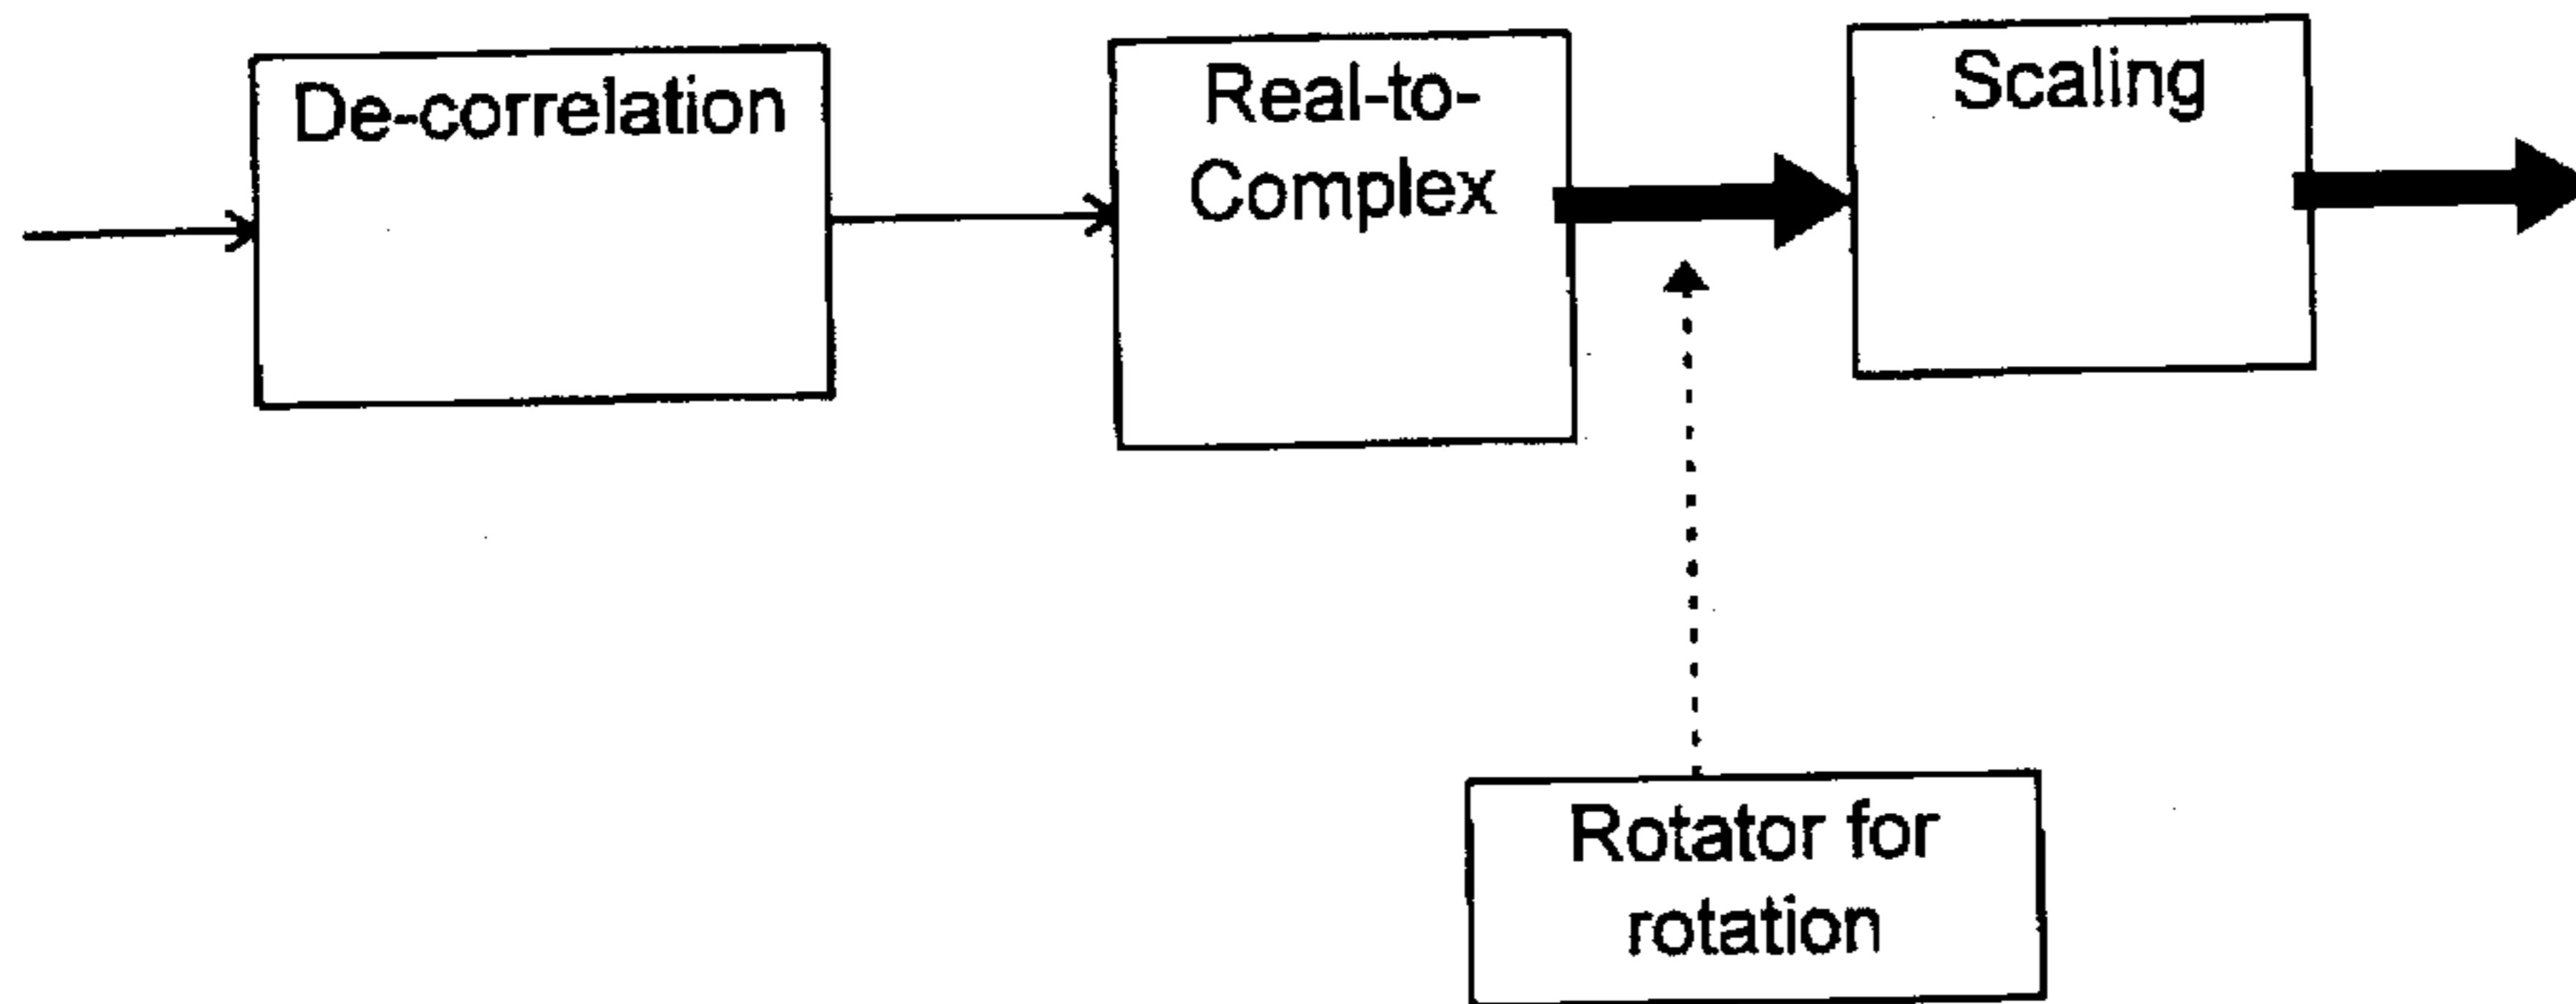 De-correlation
Real-to-
Complex
Scaling
Rotator for
rotation